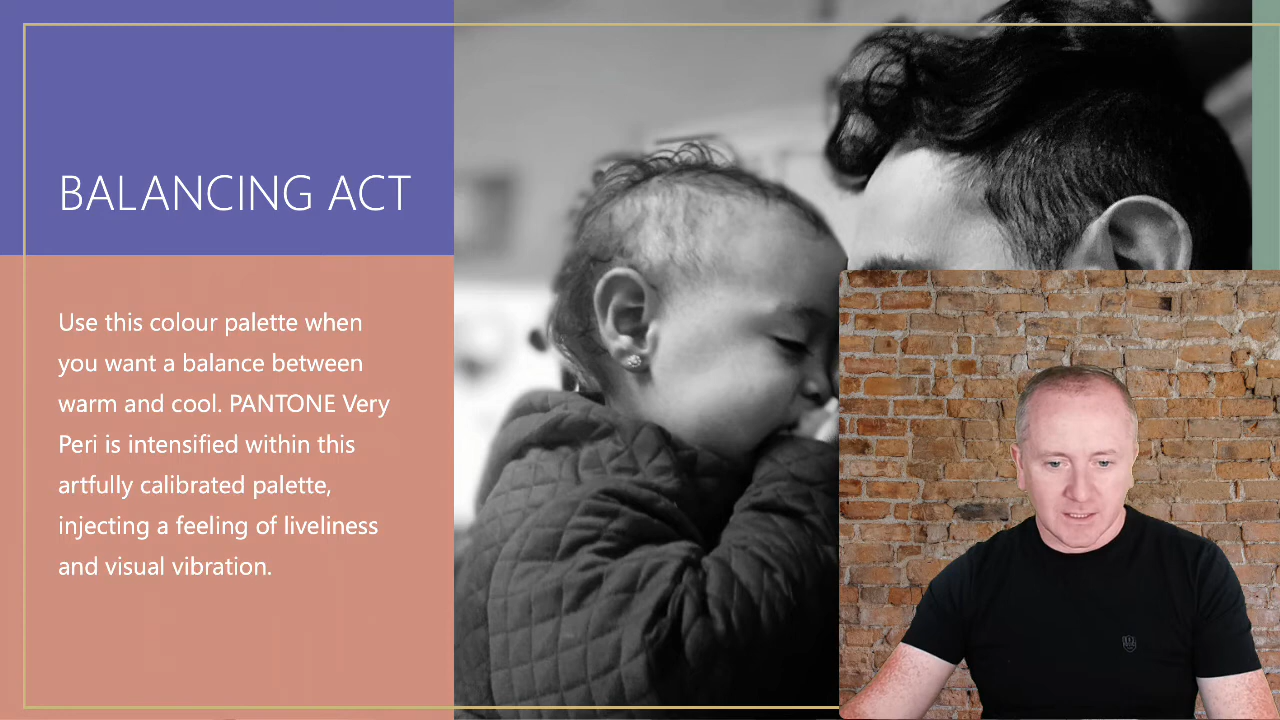 BALANCING ACT
Use this colour palette when
you want a balance between
warm and cool. PANTONE Very
Peri is intensified within this
artfully calibrated palette,
injecting a feeling of liveliness
and visual vibration.